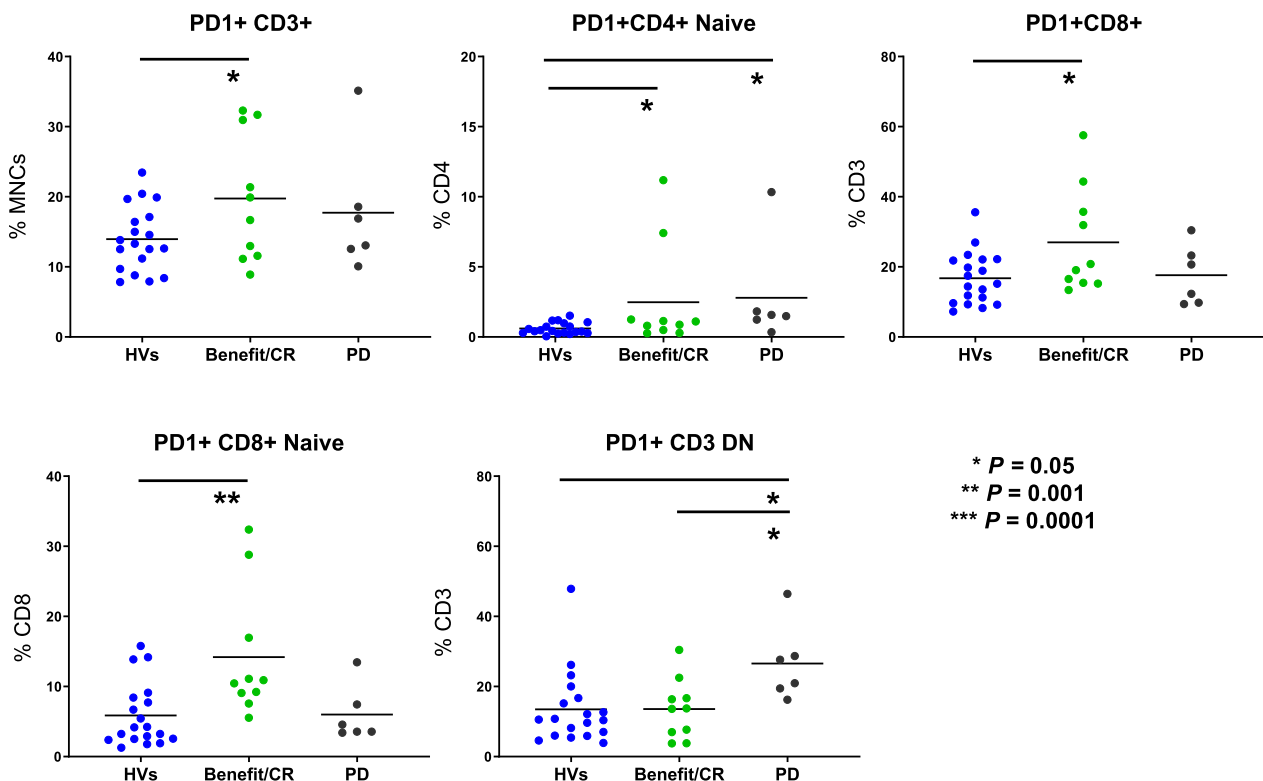 PD1+ CD3+
% MNCs
40
30
20
10
0
*
HVs Benefit/CR PD
PD1+CD4+ Naive
% CD4
20
15
10
5
0
*
*
HVs Benefit/CR PD
PD1+CD8+
% CD3
80
60
40
20
0
*
HVs Benefit/CR PD
PD1+ CD8+ Naive
% CD8
40
30
20
10
0
**
HVs Benefit/CR PD
PD1+ CD3 DN
% CD3
80
60
40
20
0
*
*
HVs Benefit/CR PD
* P = 0.05
** P = 0.001
*** P = 0.0001